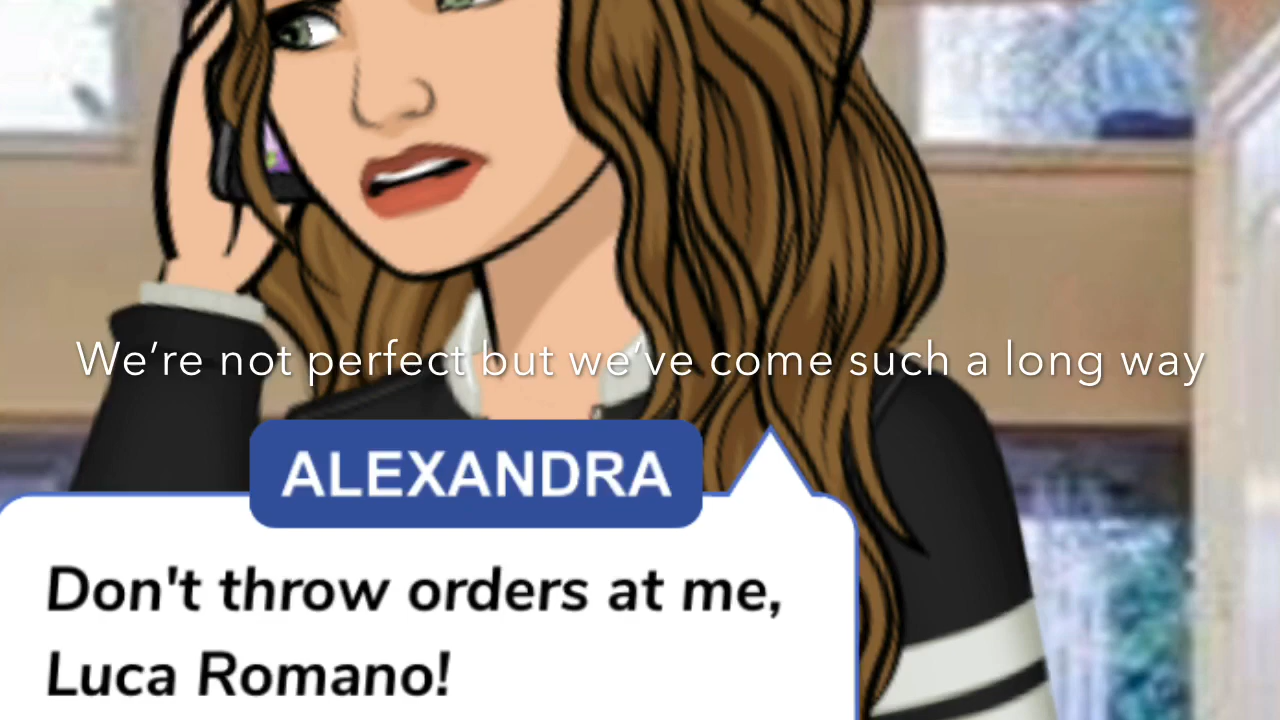 We’re not perfect but we’ve come such a long way
ALEXANDRA
Don't throw orders at me,
Luca Romano!